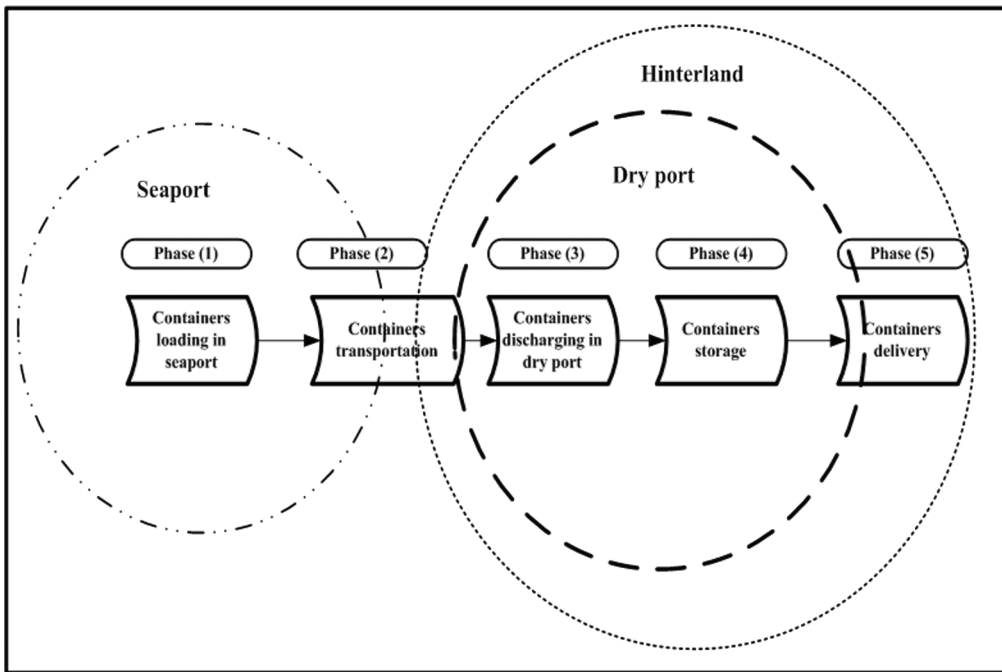 Hinterland
Dry port
Seaport
Phase (1)
Phase (2)
Phase (3)
Phase (4)
Phase (5)
Containers
loading in
seaport
Containers
transportation
Containers
discharging in
dry port
Containers
storage
Containers
delivery